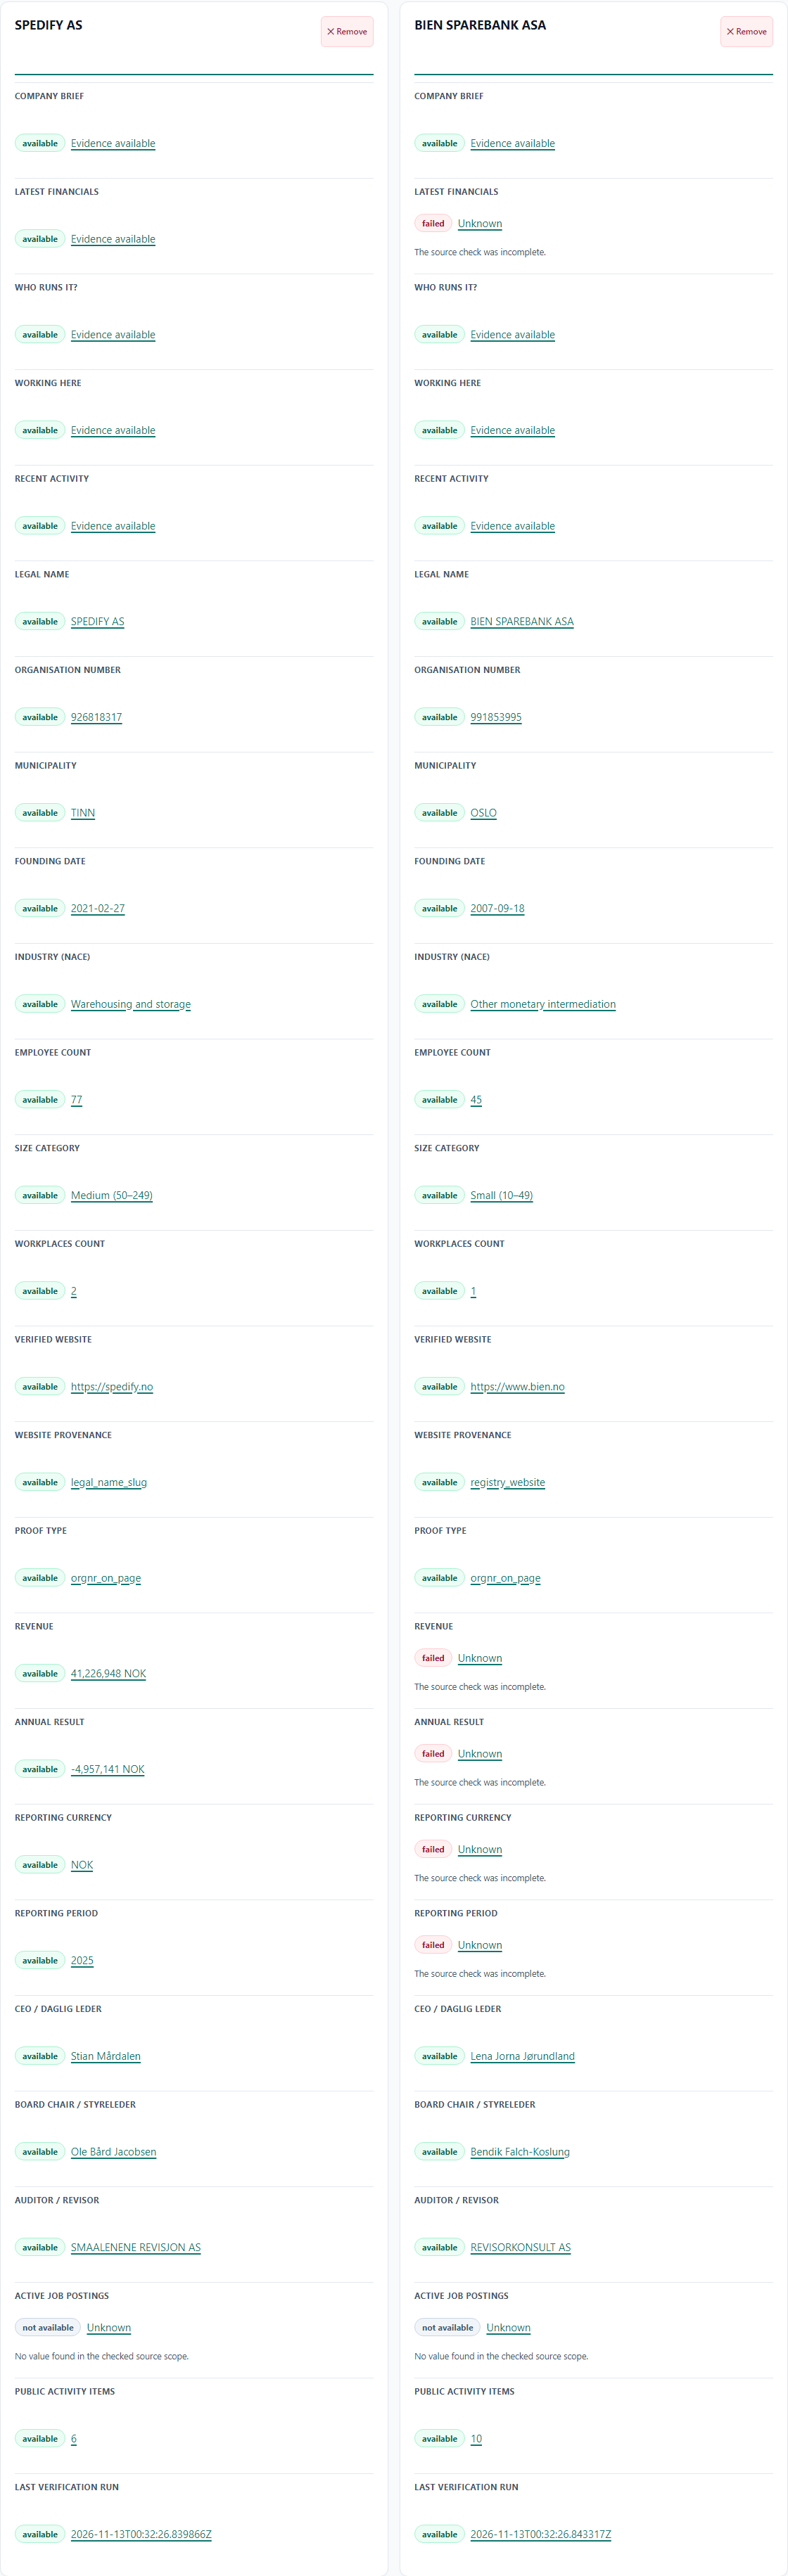 SPEDIFY AS
✕ Remove
COMPANY BRIEF
available Evidence available
LATEST FINANCIALS
available Evidence available
WHO RUNS IT?
available Evidence available
WORKING HERE
available Evidence available
RECENT ACTIVITY
available Evidence available
LEGAL NAME
available SPEDIFY AS
ORGANISATION NUMBER
available 926818317
MUNICIPALITY
available TINN
FOUNDING DATE
available 2021-02-27
INDUSTRY (NACE)
available Warehousing and storage
EMPLOYEE COUNT
available 77
SIZE CATEGORY
available Medium (50–249)
WORKPLACES COUNT
available 2
VERIFIED WEBSITE
available https://spedify.no
WEBSITE PROVENANCE
available legal_name_slug
PROOF TYPE
available orgnr_on_page
REVENUE
available 41,226,948 NOK
ANNUAL RESULT
available -4,957,141 NOK
REPORTING CURRENCY
available NOK
REPORTING PERIOD
available 2025
CEO / DAGLIG LEDER
available Stian Mårdalen
BOARD CHAIR / STYRELEDER
available Ole Bård Jacobsen
AUDITOR / REVISOR
available SMAALENENE REVISJON AS
ACTIVE JOB POSTINGS
not available Unknown
No value found in the checked source scope.
PUBLIC ACTIVITY ITEMS
available 6
LAST VERIFICATION RUN
available 2026-11-13T00:32:26.839866Z
BIEN SPAREBANK ASA
✕ Remove
COMPANY BRIEF
available Evidence available
LATEST FINANCIALS
failed Unknown
The source check was incomplete.
WHO RUNS IT?
available Evidence available
WORKING HERE
available Evidence available
RECENT ACTIVITY
available Evidence available
LEGAL NAME
available BIEN SPAREBANK ASA
ORGANISATION NUMBER
available 991853995
MUNICIPALITY
available OSLO
FOUNDING DATE
available 2007-09-18
INDUSTRY (NACE)
available Other monetary intermediation
EMPLOYEE COUNT
available 45
SIZE CATEGORY
available Small (10–49)
WORKPLACES COUNT
available 1
VERIFIED WEBSITE
available https://www.bien.no
WEBSITE PROVENANCE
available registry_website
PROOF TYPE
available orgnr_on_page
REVENUE
failed Unknown
The source check was incomplete.
ANNUAL RESULT
failed Unknown
The source check was incomplete.
REPORTING CURRENCY
failed Unknown
The source check was incomplete.
REPORTING PERIOD
failed Unknown
The source check was incomplete.
CEO / DAGLIG LEDER
available Lena Jorna Jørundland
BOARD CHAIR / STYRELEDER
available Bendik Falch-Koslung
AUDITOR / REVISOR
available REVISORKONSULT AS
ACTIVE JOB POSTINGS
not available Unknown
No value found in the checked source scope.
PUBLIC ACTIVITY ITEMS
available 10
LAST VERIFICATION RUN
available 2026-11-13T00:32:26.843317Z